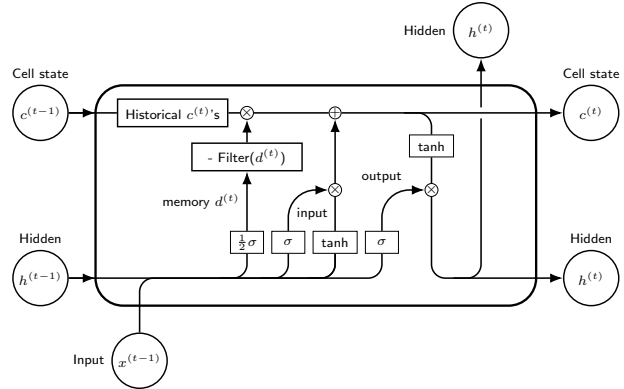 Hidden
h^(t)
Cell state
Cell state
c^(t−1)
Historical c^(t)'s
⊗
⊕
c^(t)
tanh
- Filter(d^(t))
output
memory d^(t)
⊗
⊗
input
½σ
σ
tanh
σ
Hidden
Hidden
h^(t−1)
h^(t)
Input
x^(t−1)